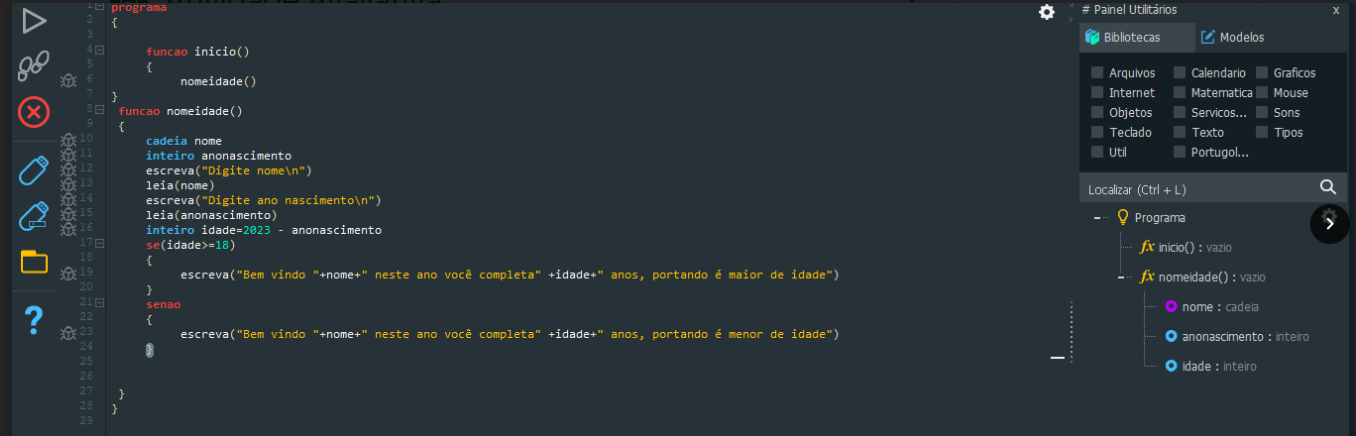 1 programa
2 {
3
4 funcao inicio()
5 {
6 nomeidade()
7 }
8 funcao nomeidade()
9 {
10 cadeia nome
11 inteiro anonascimento
12 escreva("Digite nome\n")
13 leia(nome)
14 escreva("Digite ano nascimento\n")
15 leia(anonascimento)
16 inteiro idade=2023 - anonascimento
17 se(idade>=18)
18 {
19 escreva("Bem vindo "+nome+" neste ano você completa" +idade+" anos, portando é maior de idade")
20 }
21 senao
22 {
23 escreva("Bem vindo "+nome+" neste ano você completa" +idade+" anos, portando é menor de idade")
24 }
25
26
27 }
28 }
29
# Painel Utilitários x
Bibliotecas Modelos
Arquivos Calendario Graficos
Internet Matematica Mouse
Objetos Servicos... Sons
Teclado Texto Tipos
Util Portugol...
Localizar (Ctrl + L)
Programa
fx inicio() : vazio
fx nomeidade() : vazio
nome : cadeia
anonascimento : inteiro
idade : inteiro
?